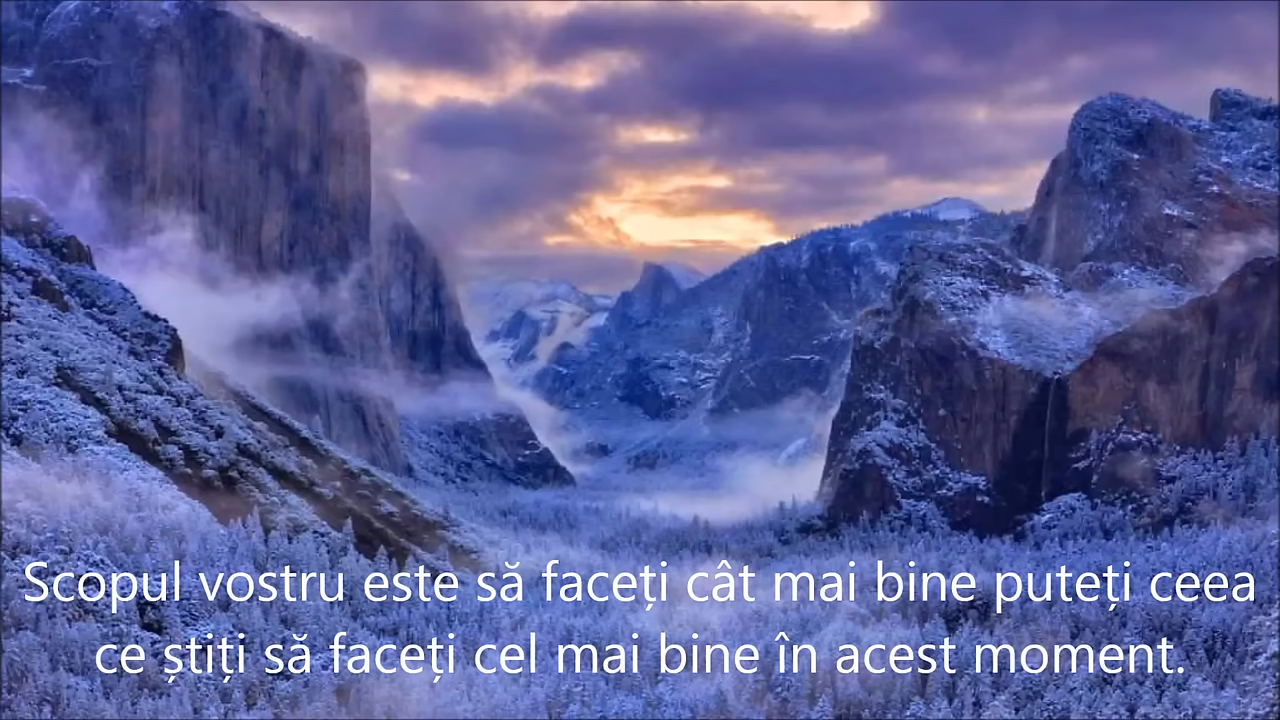 Scopul vostru este să faceți cât mai bine puteți ceea
ce știți să faceți cel mai bine în acest moment.